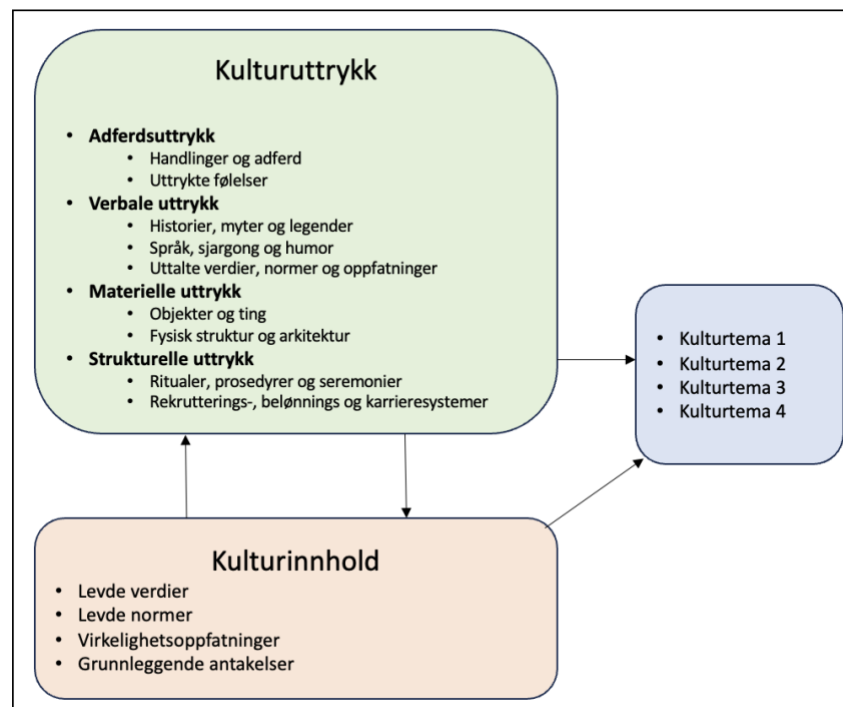 Kulturuttrykk
• Adferdsuttrykk
• Handlinger og adferd
• Uttrykte følelser
• Verbale uttrykk
• Historier, myter og legender
• Språk, sjargong og humor
• Uttalte verdier, normer og oppfatninger
• Materielle uttrykk
• Objekter og ting
• Fysisk struktur og arkitektur
• Strukturelle uttrykk
• Ritualer, prosedyrer og seremonier
• Rekrutterings-, belønnings og karrieresystemer
• Kulturtema 1
• Kulturtema 2
• Kulturtema 3
• Kulturtema 4
Kulturinnhold
• Levde verdier
• Levde normer
• Virkelighetsoppfatninger
• Grunnleggende antakelser